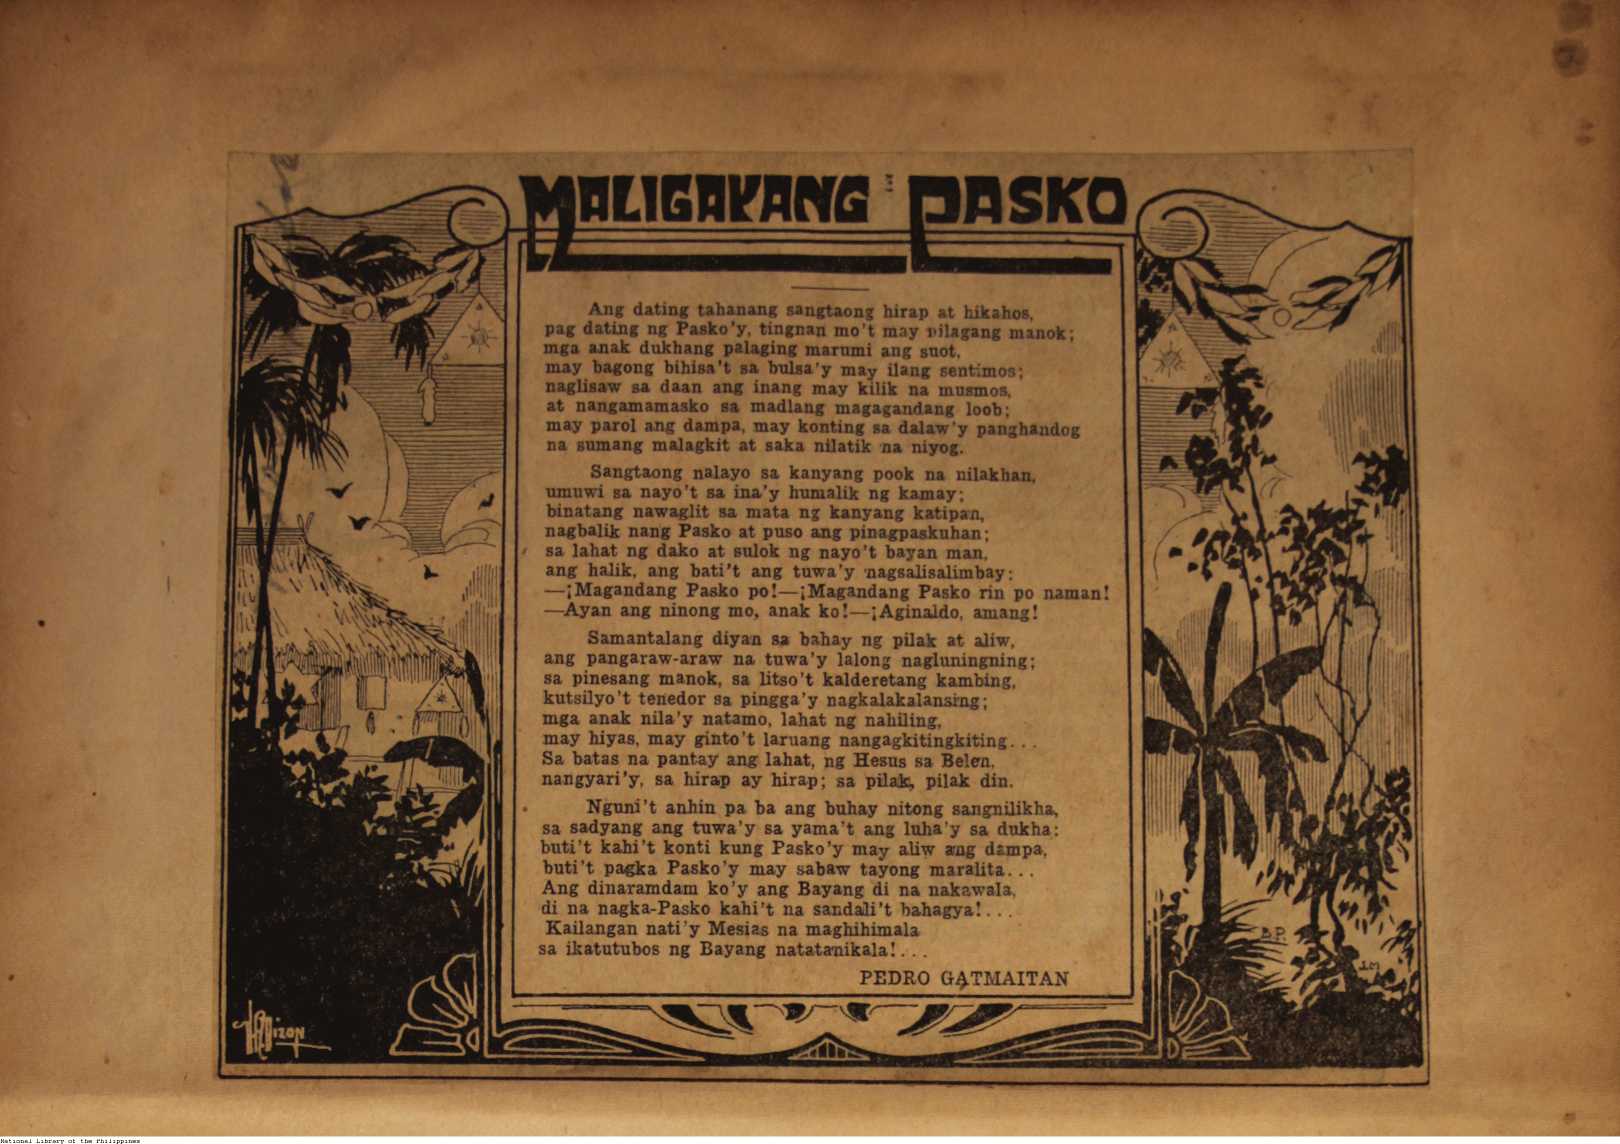 MALIGAYANG PASKO
Ang dating tahanang sangtaong hirap at hikahos,
pag dating ng Pasko'y, tingnan mo't may pilagang manok;
mga anak dukhang palaging marumi ang suot,
may bagong bihisa't sa bulsa'y may ilang sentimos;
naglisaw sa daan ang inang may kilik na musmos,
at nangamamasko sa madlang magagandang loob;
may parol ang dampa, may konting sa dalaw'y panghandog
na sumang malagkit at saka nilatik na niyog.
Sangtaong nalayo sa kanyang pook na nilakhan,
umuwi sa nayo't sa ina'y humalik ng kamay;
binatang nawaglit sa mata ng kanyang katipan,
nagbalik nang Pasko at puso ang pinagpaskuhan;
sa lahat ng dako at sulok ng nayo't bayan man,
ang halik, ang bati't ang tuwa'y nagsalisalimbay:
—¡Magandang Pasko po!—¡Magandang Pasko rin po naman!
—Ayan ang ninong mo, anak ko!—¡Aginaldo, amang!
Samantalang diyan sa bahay ng pilak at aliw,
ang pangaraw-araw na tuwa'y lalong nagluningning;
sa pinesang manok, sa litso't kalderetang kambing,
kutsilyo't tenedor sa pingga'y nagkalakalansing;
mga anak nila'y natamo, lahat ng nahiling,
may hiyas, may ginto't laruang nangagkitingkiting...
Sa batas na pantay ang lahat, ng Hesus sa Belen,
nangyari'y, sa hirap ay hirap; sa pilak, pilak din.
Nguni't anhin pa ba ang buhay nitong sangnilikha,
sa sadyang ang tuwa'y sa yama't ang luha'y sa dukha:
buti't kahi't konti kung Pasko'y may aliw ang dampa,
buti't pagka Pasko'y may sabaw tayong maralita...
Ang dinaramdam ko'y ang Bayang di na nakawala,
di na nagka-Pasko kahi't na sandali't bahagya!...
Kailangan nati'y Mesias na maghihimala
sa ikatutubos ng Bayang natatanikala!...
PEDRO GATMAITAN
B.P.
J.M
Dizon
National Library of the Philippines